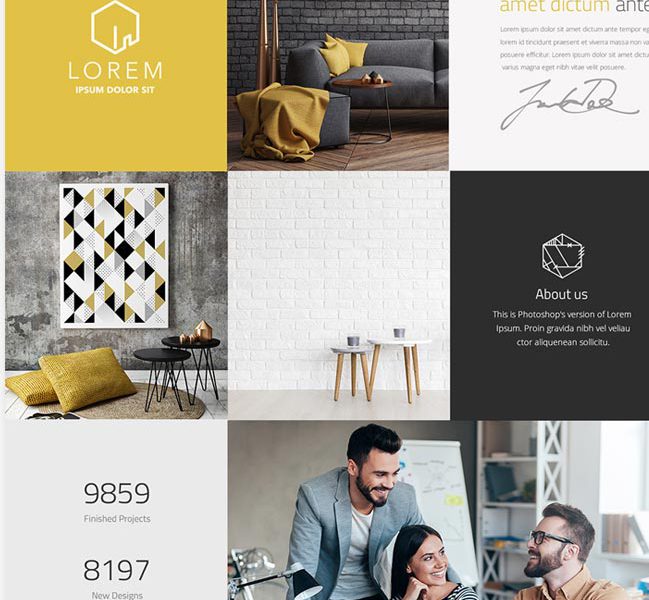 LOREM
IPSUM DOLOR SIT
amet dictum ante
Lorem ipsum dolor sit amet dictum ante tempor eg
lorem id tincidunt praesent et viverra massa non va
posuere efficitur. Lorem ipsum dolor sit amet dictu
varius magna eget nibh vitae velit posuere.
About us
This is Photoshop's version of Lorem
Ipsum. Proin gravida nibh vel veliau
ctor aliquenean sollicitu.
9859
Finished Projects
8197
New Designs